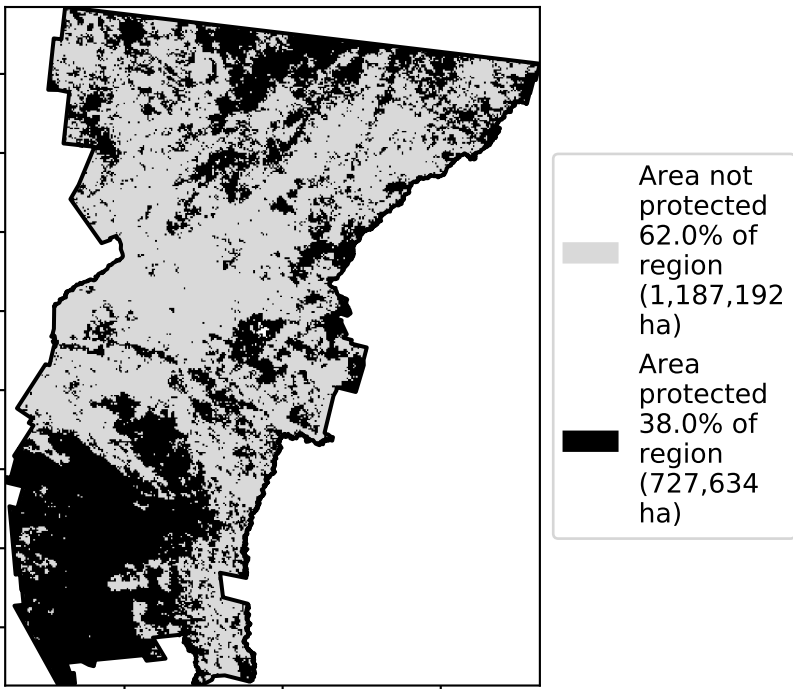 Area not
protected
62.0% of
region
(1,187,192
ha)
Area
protected
38.0% of
region
(727,634
ha)